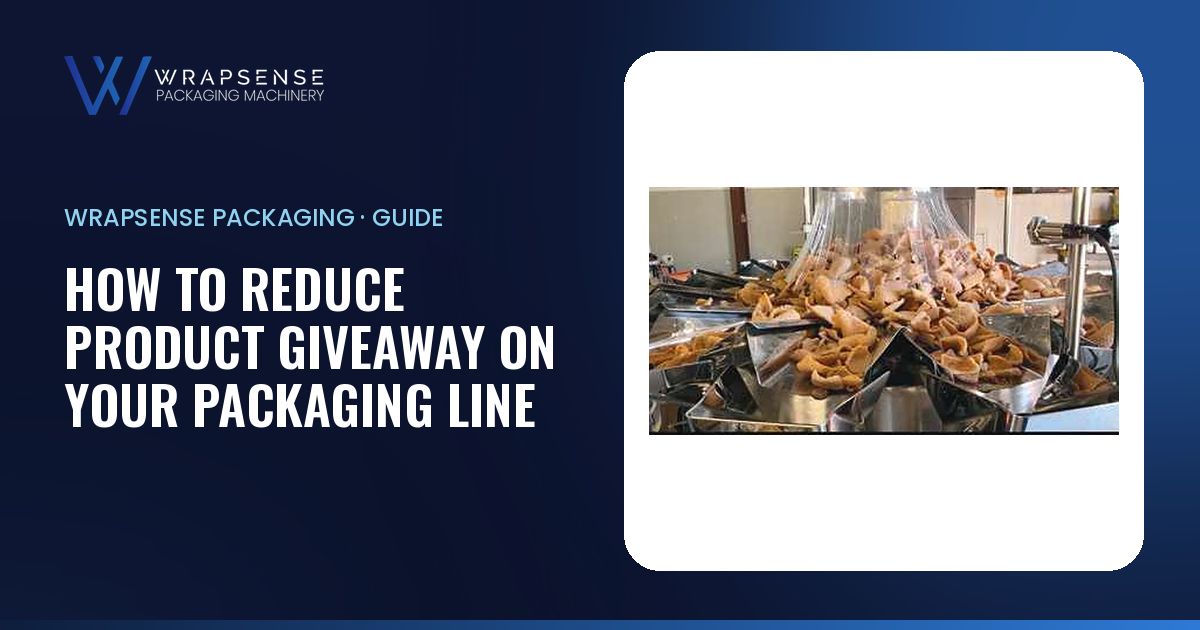 WRAPSENSE
PACKAGING MACHINERY
WRAPSENSE PACKAGING · GUIDE
HOW TO REDUCE
PRODUCT GIVEAWAY ON
YOUR PACKAGING LINE